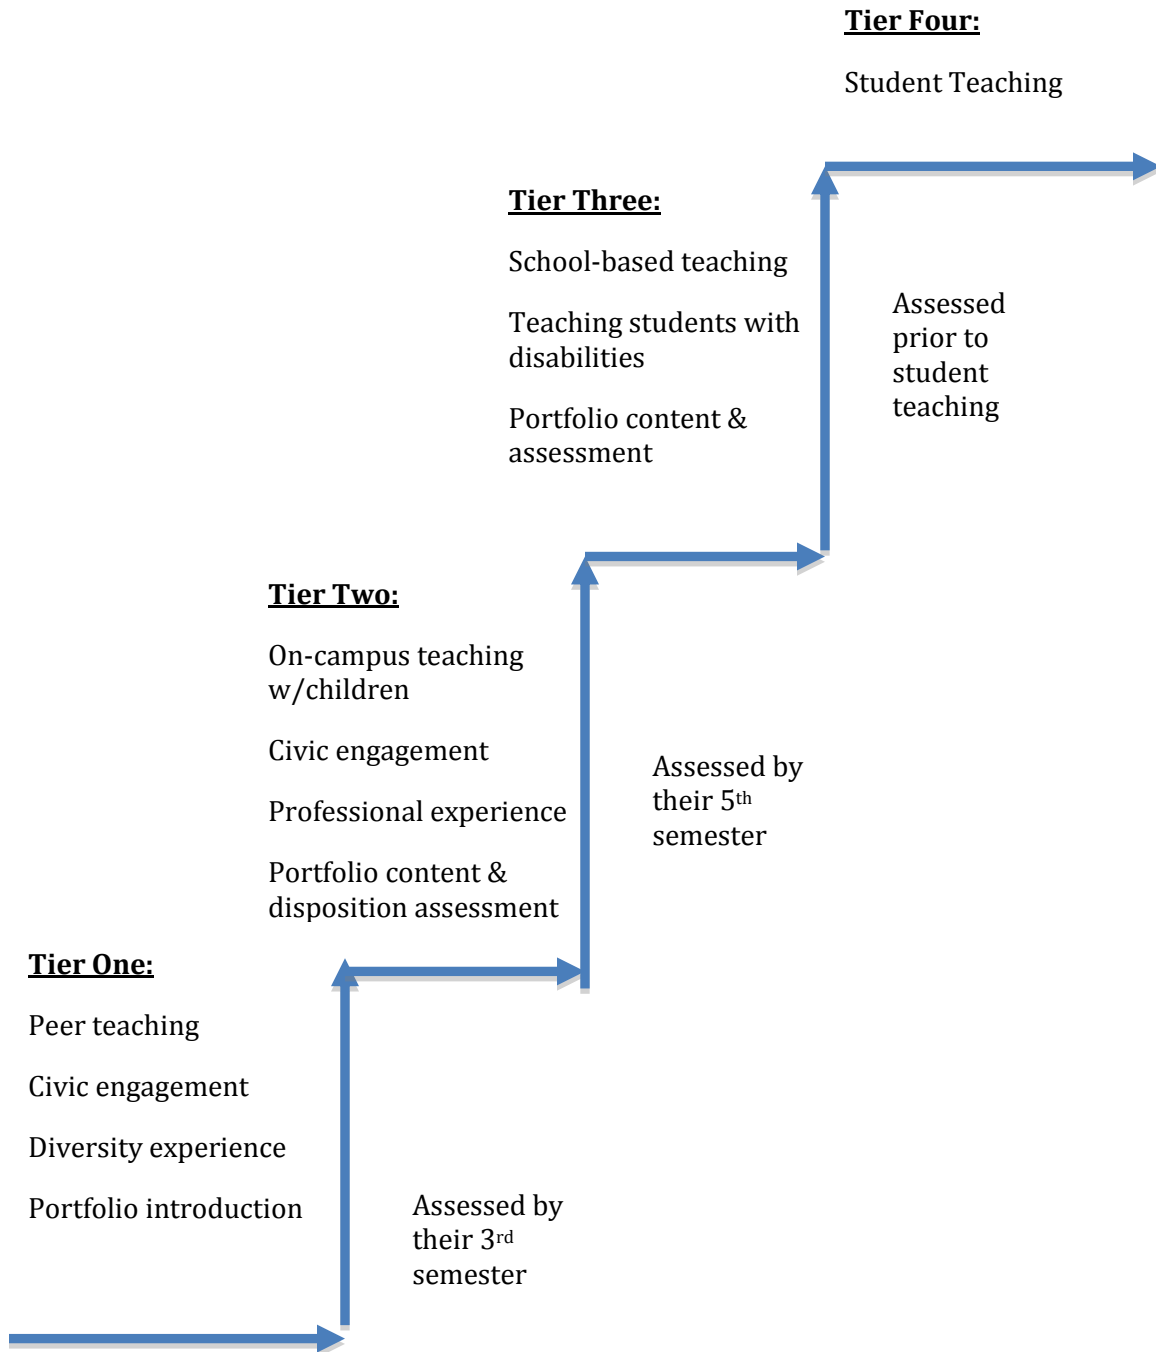 Tier Four:
Student Teaching
Tier Three:
School-based teaching
Teaching students with
disabilities
Portfolio content &
assessment
Assessed
prior to
student
teaching
Tier Two:
On-campus teaching
w/children
Civic engagement
Professional experience
Portfolio content &
disposition assessment
Assessed by
their 5th
semester
Tier One:
Peer teaching
Civic engagement
Diversity experience
Portfolio introduction
Assessed by
their 3rd
semester